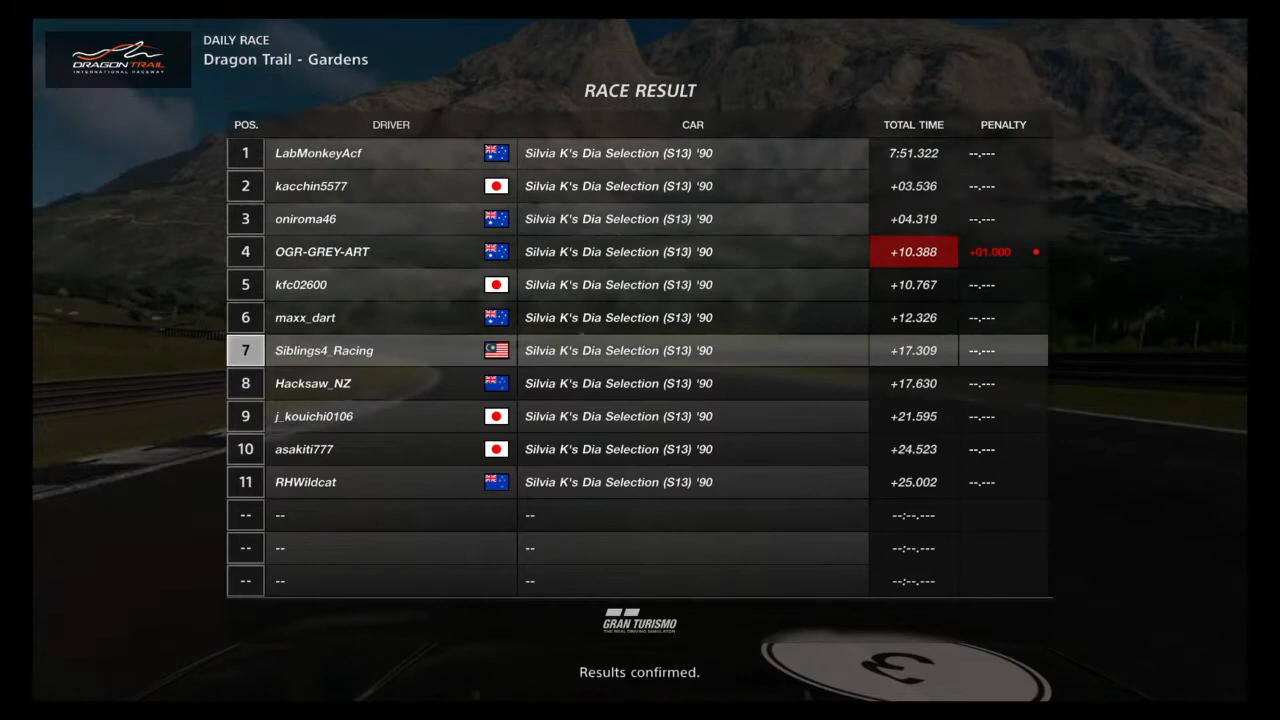 DRAGON TRAIL
INTERNATIONAL RACEWAY
DAILY RACE
Dragon Trail - Gardens
RACE RESULT
POS. DRIVER CAR TOTAL TIME PENALTY
1 LabMonkeyAcf Silvia K's Dia Selection (S13) '90 7:51.322 --.---
2 kacchin5577 Silvia K's Dia Selection (S13) '90 +03.536 --.---
3 oniroma46 Silvia K's Dia Selection (S13) '90 +04.319 --.---
4 OGR-GREY-ART Silvia K's Dia Selection (S13) '90 +10.388 +01.000
5 kfc02600 Silvia K's Dia Selection (S13) '90 +10.767 --.---
6 maxx_dart Silvia K's Dia Selection (S13) '90 +12.326 --.---
7 Siblings4_Racing Silvia K's Dia Selection (S13) '90 +17.309 --.---
8 Hacksaw_NZ Silvia K's Dia Selection (S13) '90 +17.630 --.---
9 j_kouichi0106 Silvia K's Dia Selection (S13) '90 +21.595 --.---
10 asakiti777 Silvia K's Dia Selection (S13) '90 +24.523 --.---
11 RHWildcat Silvia K's Dia Selection (S13) '90 +25.002 --.---
-- -- -- --:--.---
-- -- -- --:--.---
-- -- -- --:--.---
GRAN TURISMO
THE REAL DRIVING SIMULATOR
Results confirmed.
3